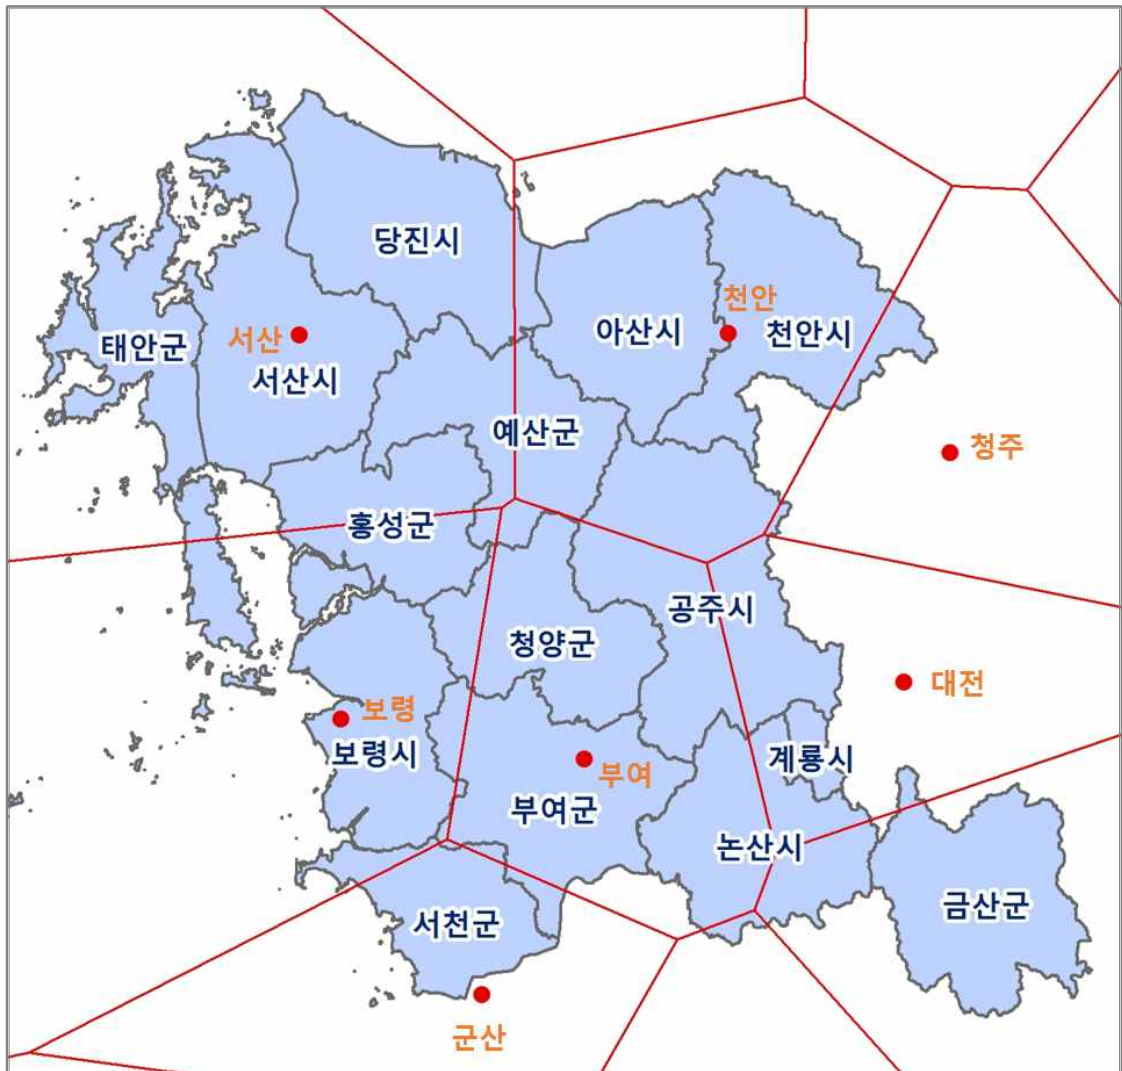 당진시
천안
아산시
천안시
태안군
서산
서산시
예산군
청주
홍성군
공주시
청양군
대전
보령
보령시
계룡시
부여
부여군
논산시
금산군
서천군
군산